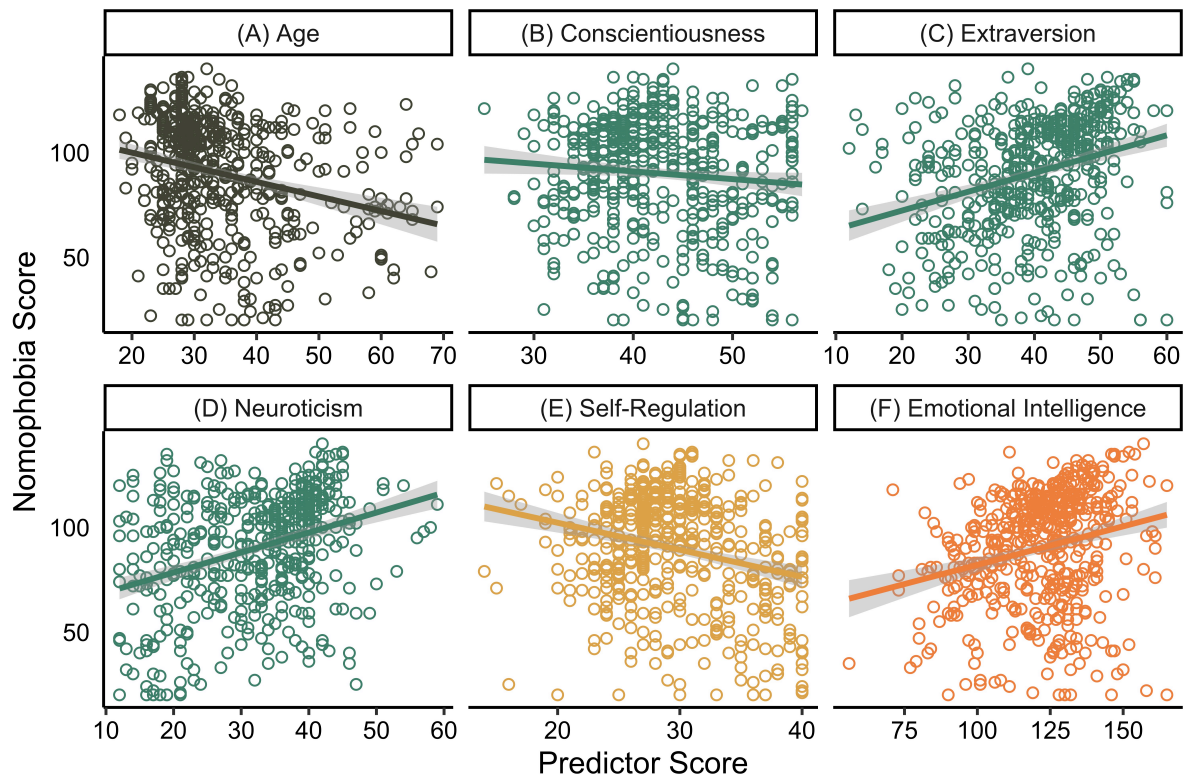 (A) Age
(B) Conscientiousness
(C) Extraversion
100
50
20 30 40 50 60 70
30 40 50
10 20 30 40 50 60
(D) Neuroticism
(E) Self-Regulation
(F) Emotional Intelligence
100
50
10 20 30 40 50 60
20 30 40
75 100 125 150
Nomophobia Score
Predictor Score